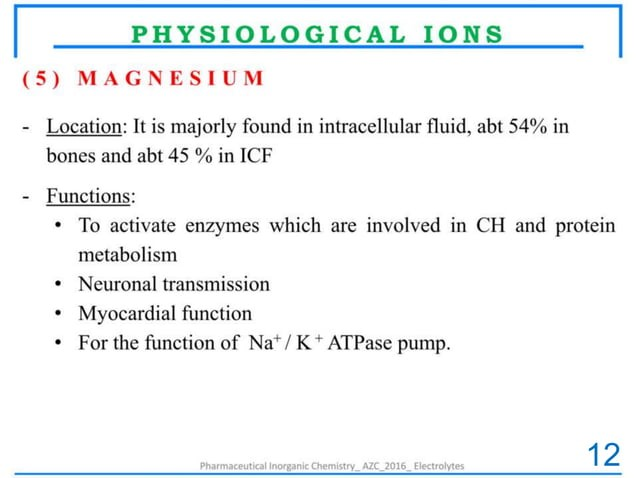 PHYSIOLOGICAL IONS
(5) MAGNESIUM
- Location: It is majorly found in intracellular fluid, abt 54% in
bones and abt 45 % in ICF
- Functions:
• To activate enzymes which are involved in CH and protein
metabolism
• Neuronal transmission
• Myocardial function
• For the function of Na⁺ / K⁺ ATPase pump.
Pharmaceutical Inorganic Chemistry_ AZC_2016_ Electrolytes
12